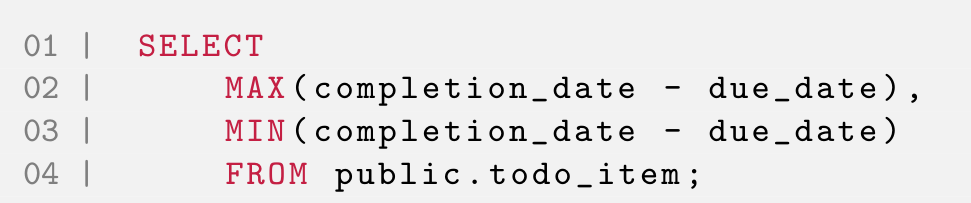 01 | SELECT
02 | MAX(completion_date - due_date),
03 | MIN(completion_date - due_date)
04 | FROM public.todo_item;